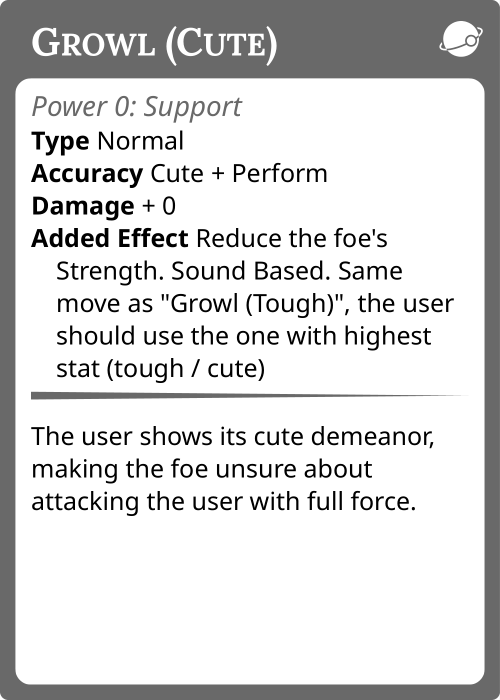 Growl (Cute)
Power 0: Support
Type Normal
Accuracy Cute + Perform
Damage + 0
Added Effect Reduce the foe's
Strength. Sound Based. Same
move as "Growl (Tough)", the user
should use the one with highest
stat (tough / cute)
The user shows its cute demeanor,
making the foe unsure about
attacking the user with full force.